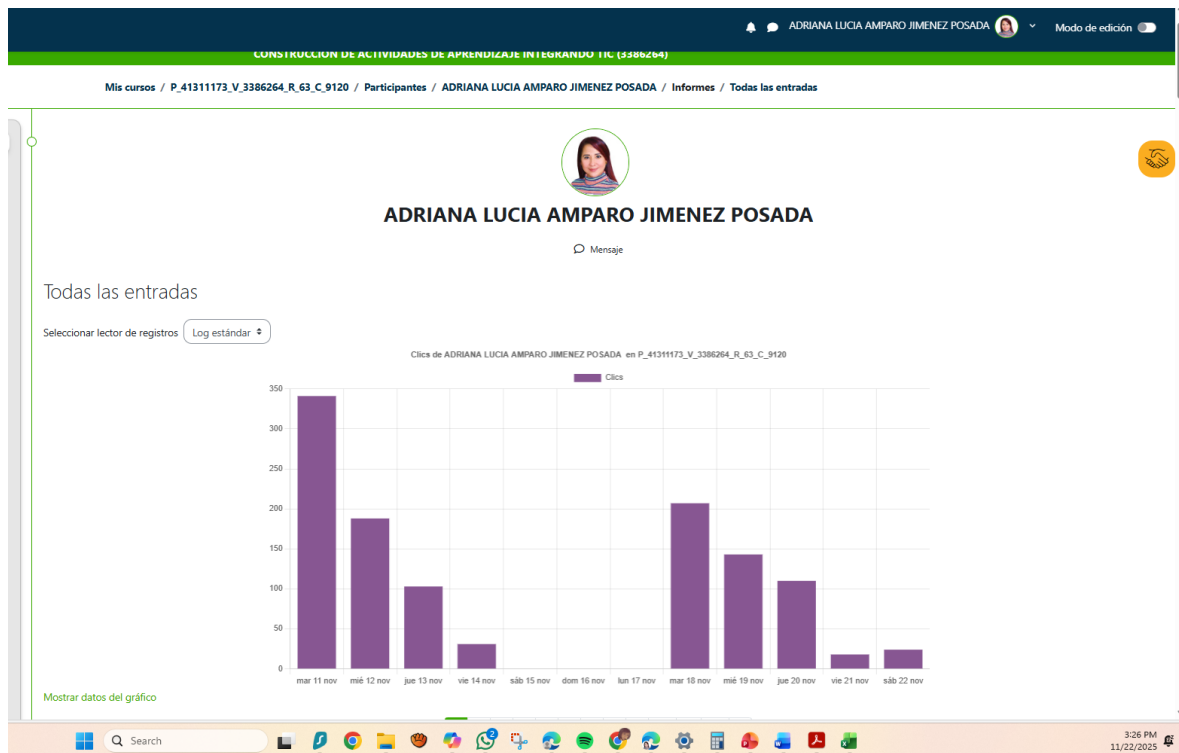 ADRIANA LUCIA AMPARO JIMENEZ POSADA
Modo de edición
CONSTRUCCION DE ACTIVIDADES DE APRENDIZAJE INTEGRANDO TIC (3386264)
Mis cursos / P_41311173_V_3386264_R_63_C_9120 / Participantes / ADRIANA LUCIA AMPARO JIMENEZ POSADA / Informes / Todas las entradas
ADRIANA LUCIA AMPARO JIMENEZ POSADA
Mensaje
Todas las entradas
Seleccionar lector de registros Log estándar
Clics de ADRIANA LUCIA AMPARO JIMENEZ POSADA en P_41311173_V_3386264_R_63_C_9120
Clics
350
300
250
200
150
100
50
0
mar 11 nov mié 12 nov jue 13 nov vie 14 nov sáb 15 nov dom 16 nov lun 17 nov mar 18 nov mié 19 nov jue 20 nov vie 21 nov sáb 22 nov
Mostrar datos del gráfico
Search
2
3:26 PM
11/22/2025